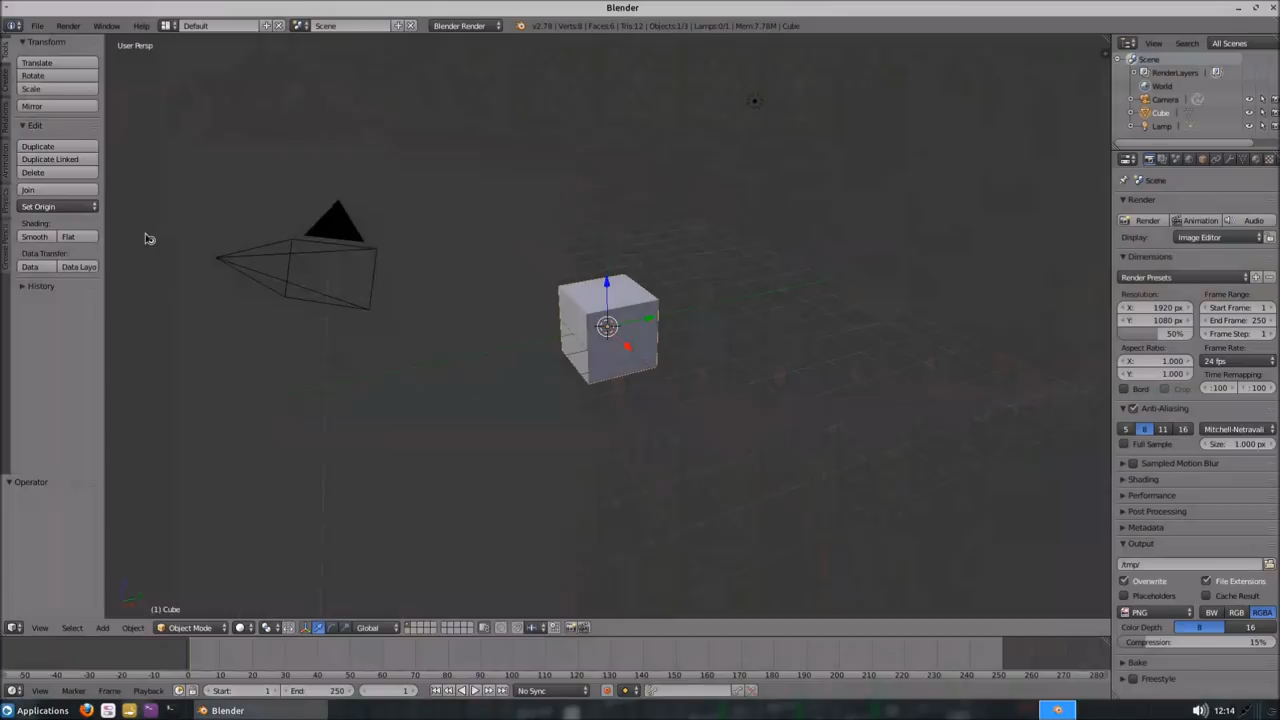 Blender
File Render Window Help Default Scene Blender Render v2.78 | Verts:8 | Faces:6 | Tris:12 | Objects:1/3 | Lamps:0/1 | Mem:7.78M | Cube
View Search All Scenes
Transform
User Persp
Translate
Rotate
Scale
Mirror
Edit
Duplicate
Duplicate Linked
Delete
Join
Set Origin
Shading:
Smooth Flat
Data Transfer:
Data Data Layo
History
Operator
Tools
Create
Relations
Animation
Physics
Grease Pencil
(1) Cube
View Select Add Object Object Mode Global
Scene
RenderLayers
World
Camera
Cube
Lamp
Scene
Render
Render Animation Audio
Display: Image Editor
Dimensions
Render Presets
Resolution: Frame Range:
X: 1920 px Start Frame: 1
Y: 1080 px End Frame: 250
50% Frame Step: 1
Aspect Ratio: Frame Rate:
X: 1.000 24 fps
Y: 1.000 Time Remapping:
Bord Crop :100 :100
Anti-Aliasing
5 8 11 16 Mitchell-Netravali
Full Sample Size: 1.000 px
Sampled Motion Blur
Shading
Performance
Post Processing
Metadata
Output
/tmp/
Overwrite File Extensions
Placeholders Cache Result
PNG BW RGB RGBA
Color Depth: 8 16
Compression: 15%
Bake
Freestyle
50 -40 -30 -20 -10 0 10 20 30 40 50 60 70 80 90 100 110 120 130 140 150 160 170 180 190 200 210 220 230 240 250 260 270 280
View Marker Frame Playback Start: 1 End: 250 1 No Sync
Applications Blender 12:14